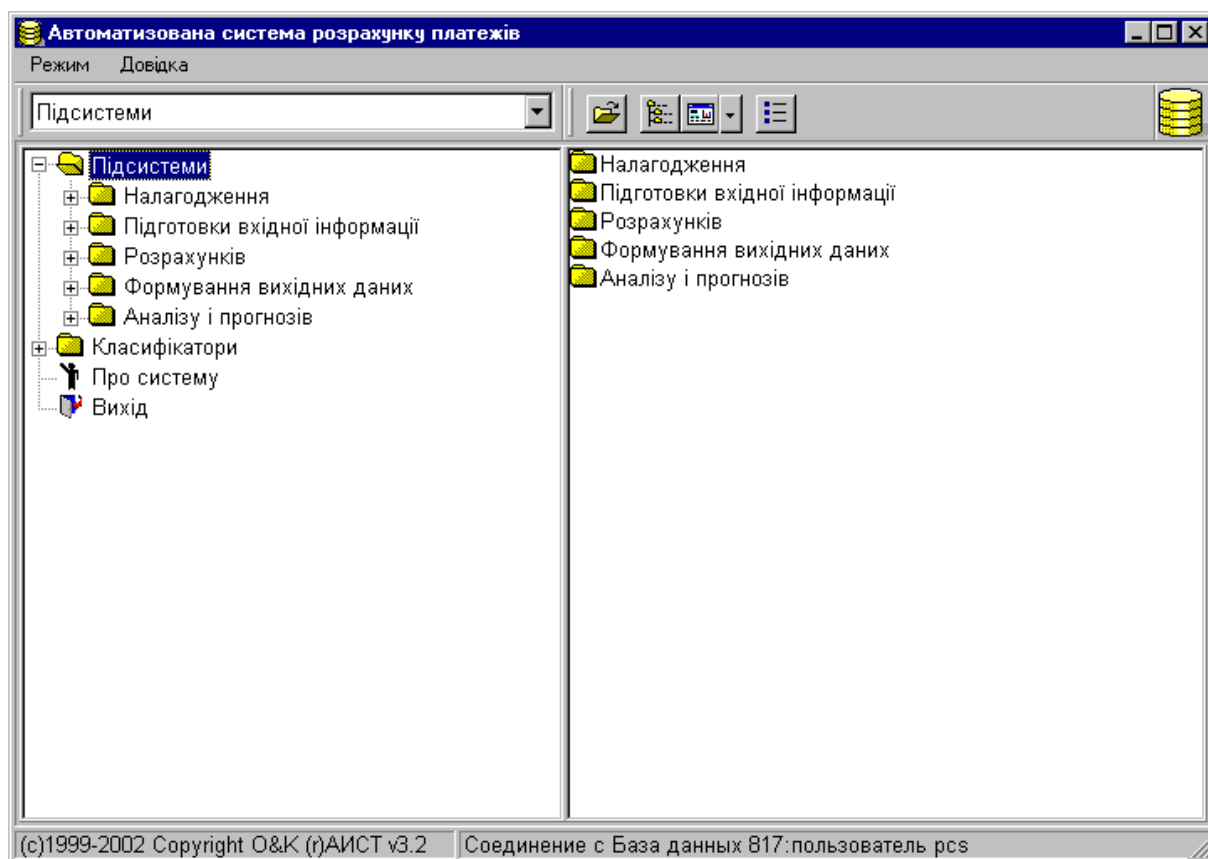 Автоматизована система розрахунку платежів
Режим Довідка
Підсистеми
Підсистеми
Налагодження
Підготовки вхідної інформації
Розрахунків
Формування вихідних даних
Аналізу і прогнозів
Класифікатори
Про систему
Вихід
Налагодження
Підготовки вхідної інформації
Розрахунків
Формування вихідних даних
Аналізу і прогнозів
(c)1999-2002 Copyright O&K (r)АИСТ v3.2
Соединение с База данных 817:пользователь pcs